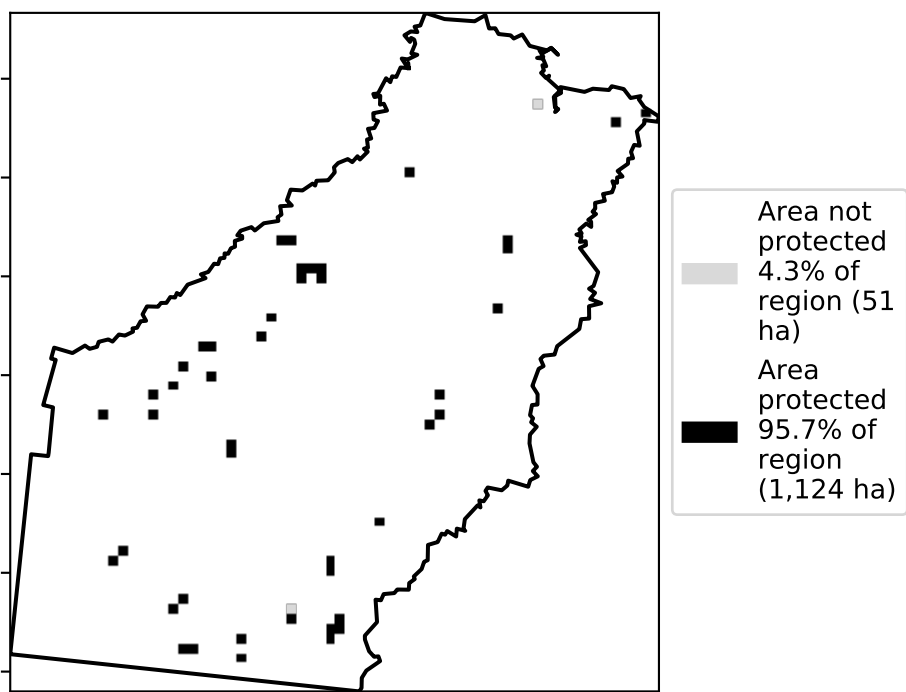 Area not
protected
4.3% of
region (51
ha)
Area
protected
95.7% of
region
(1,124 ha)